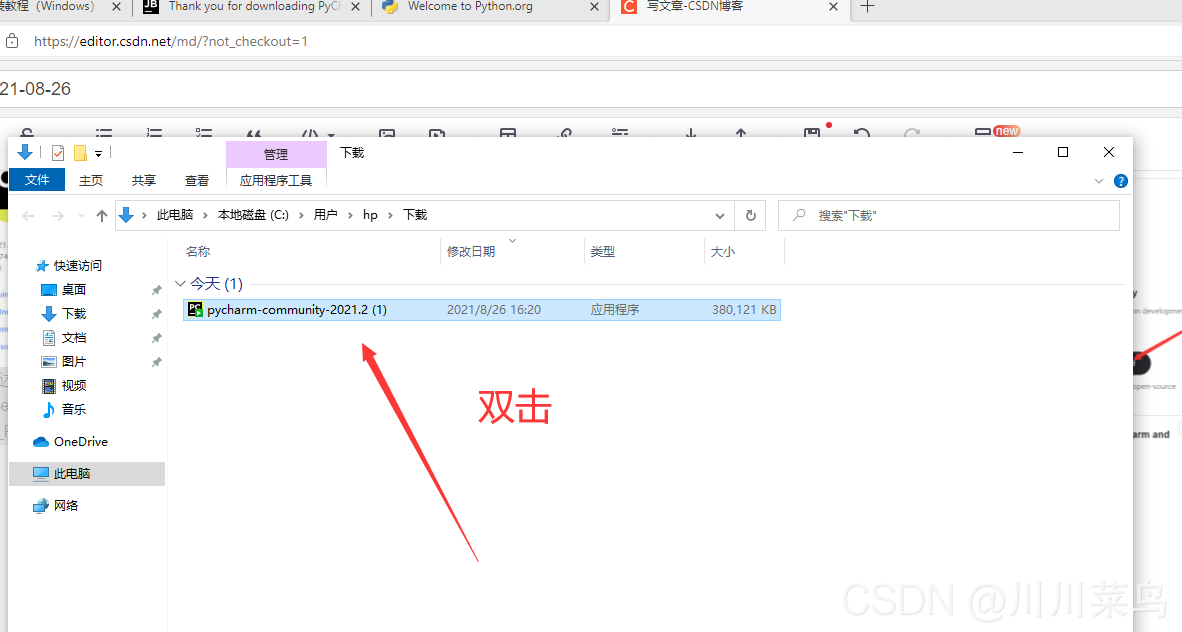 装教程（Windows）
Thank you for downloading PyCh
Welcome to Python.org
写文章-CSDN博客
https://editor.csdn.net/md/?not_checkout=1
21-08-26
new
管理
下载
文件
主页
共享
查看
应用程序工具
此电脑
本地磁盘 (C:)
用户
hp
下载
搜索"下载"
名称
修改日期
类型
大小
快速访问
今天 (1)
桌面
pycharm-community-2021.2 (1)
2021/8/26 16:20
应用程序
380,121 KB
下载
文档
图片
视频
音乐
双击
OneDrive
此电脑
网络
on developme
open-source
arm and
CSDN @川川菜鸟